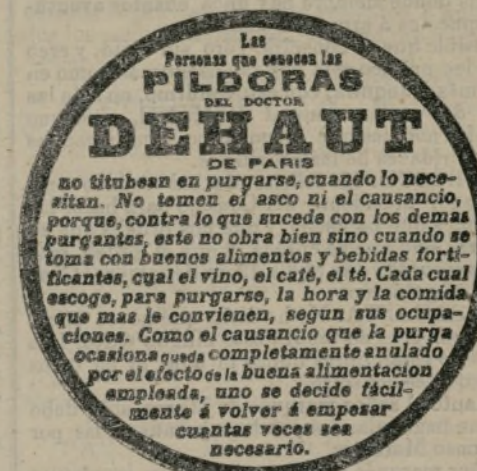 Las
Personas que conocen las
PILDORAS
DEL DOCTOR
DEHAUT
DE PARIS
no titubean en purgarse, cuando lo nece-
sitan. No temen el asco ni el causancio,
porque, contra lo que sucede con los demas
purgantes, este no obra bien sino cuando se
toma con buenos alimentos y bebidas forti-
ficantes, cual el vino, el café, el té. Cada cual
escoge, para purgarse, la hora y la comida
que mas le convienen, segun sus ocupa-
ciones. Como el causancio que la purga
ocasiona queda completamente anulado
por el efecto de la buena alimentacion
empleada, uno se decide fácil-
mente á volver á empezar
cuantas veces sea
necesario.